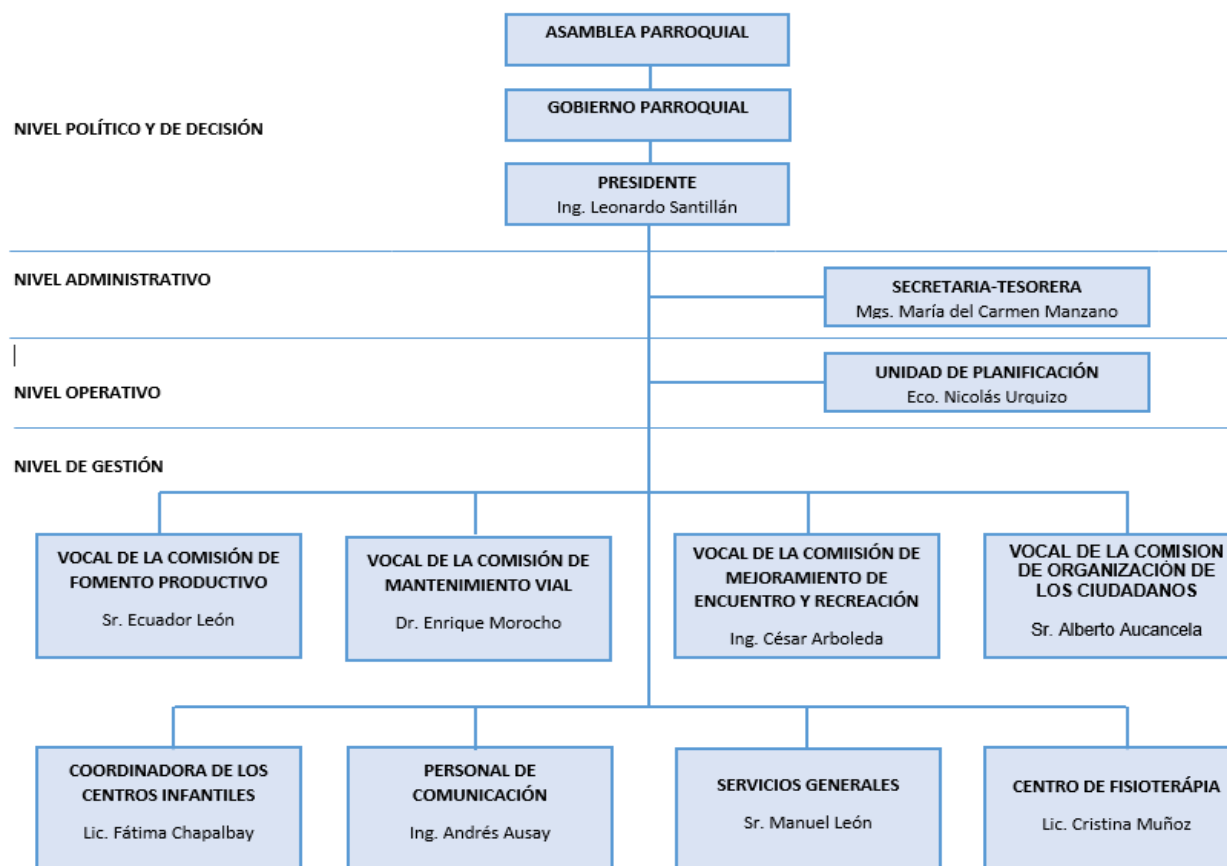 ASAMBLEA PARROQUIAL
GOBIERNO PARROQUIAL
NIVEL POLÍTICO Y DE DECISIÓN
PRESIDENTE
Ing. Leonardo Santillán
NIVEL ADMINISTRATIVO
SECRETARIA-TESORERA
Mgs. María del Carmen Manzano
UNIDAD DE PLANIFICACIÓN
Eco. Nicolás Urquizo
NIVEL OPERATIVO
NIVEL DE GESTIÓN
VOCAL DE LA COMISIÓN DE
FOMENTO PRODUCTIVO
Sr. Ecuador León
VOCAL DE LA COMISIÓN DE
MANTENIMIENTO VIAL
Dr. Enrique Morocho
VOCAL DE LA COMIISIÓN DE
MEJORAMIENTO DE
ENCUENTRO Y RECREACIÓN
Ing. César Arboleda
VOCAL DE LA COMISION
DE ORGANIZACIÓN DE
LOS CIUDADANOS
Sr. Alberto Aucancela
COORDINADORA DE LOS
CENTROS INFANTILES
Lic. Fátima Chapalbay
PERSONAL DE
COMUNICACIÓN
Ing. Andrés Ausay
SERVICIOS GENERALES
Sr. Manuel León
CENTRO DE FISIOTERÁPIA
Lic. Cristina Muñoz